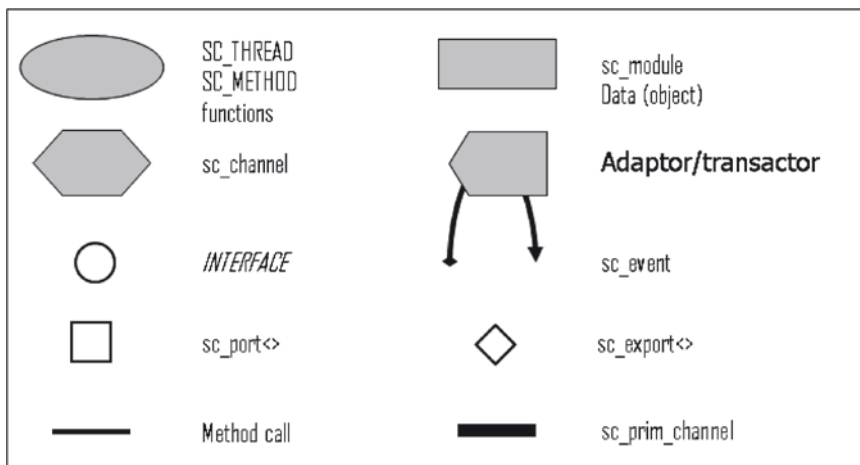 SC_THREAD
SC_METHOD
functions
sc_module
Data (object)
sc_channel
Adaptor/transactor
INTERFACE
sc_event
sc_port<>
sc_export<>
Method call
sc_prim_channel